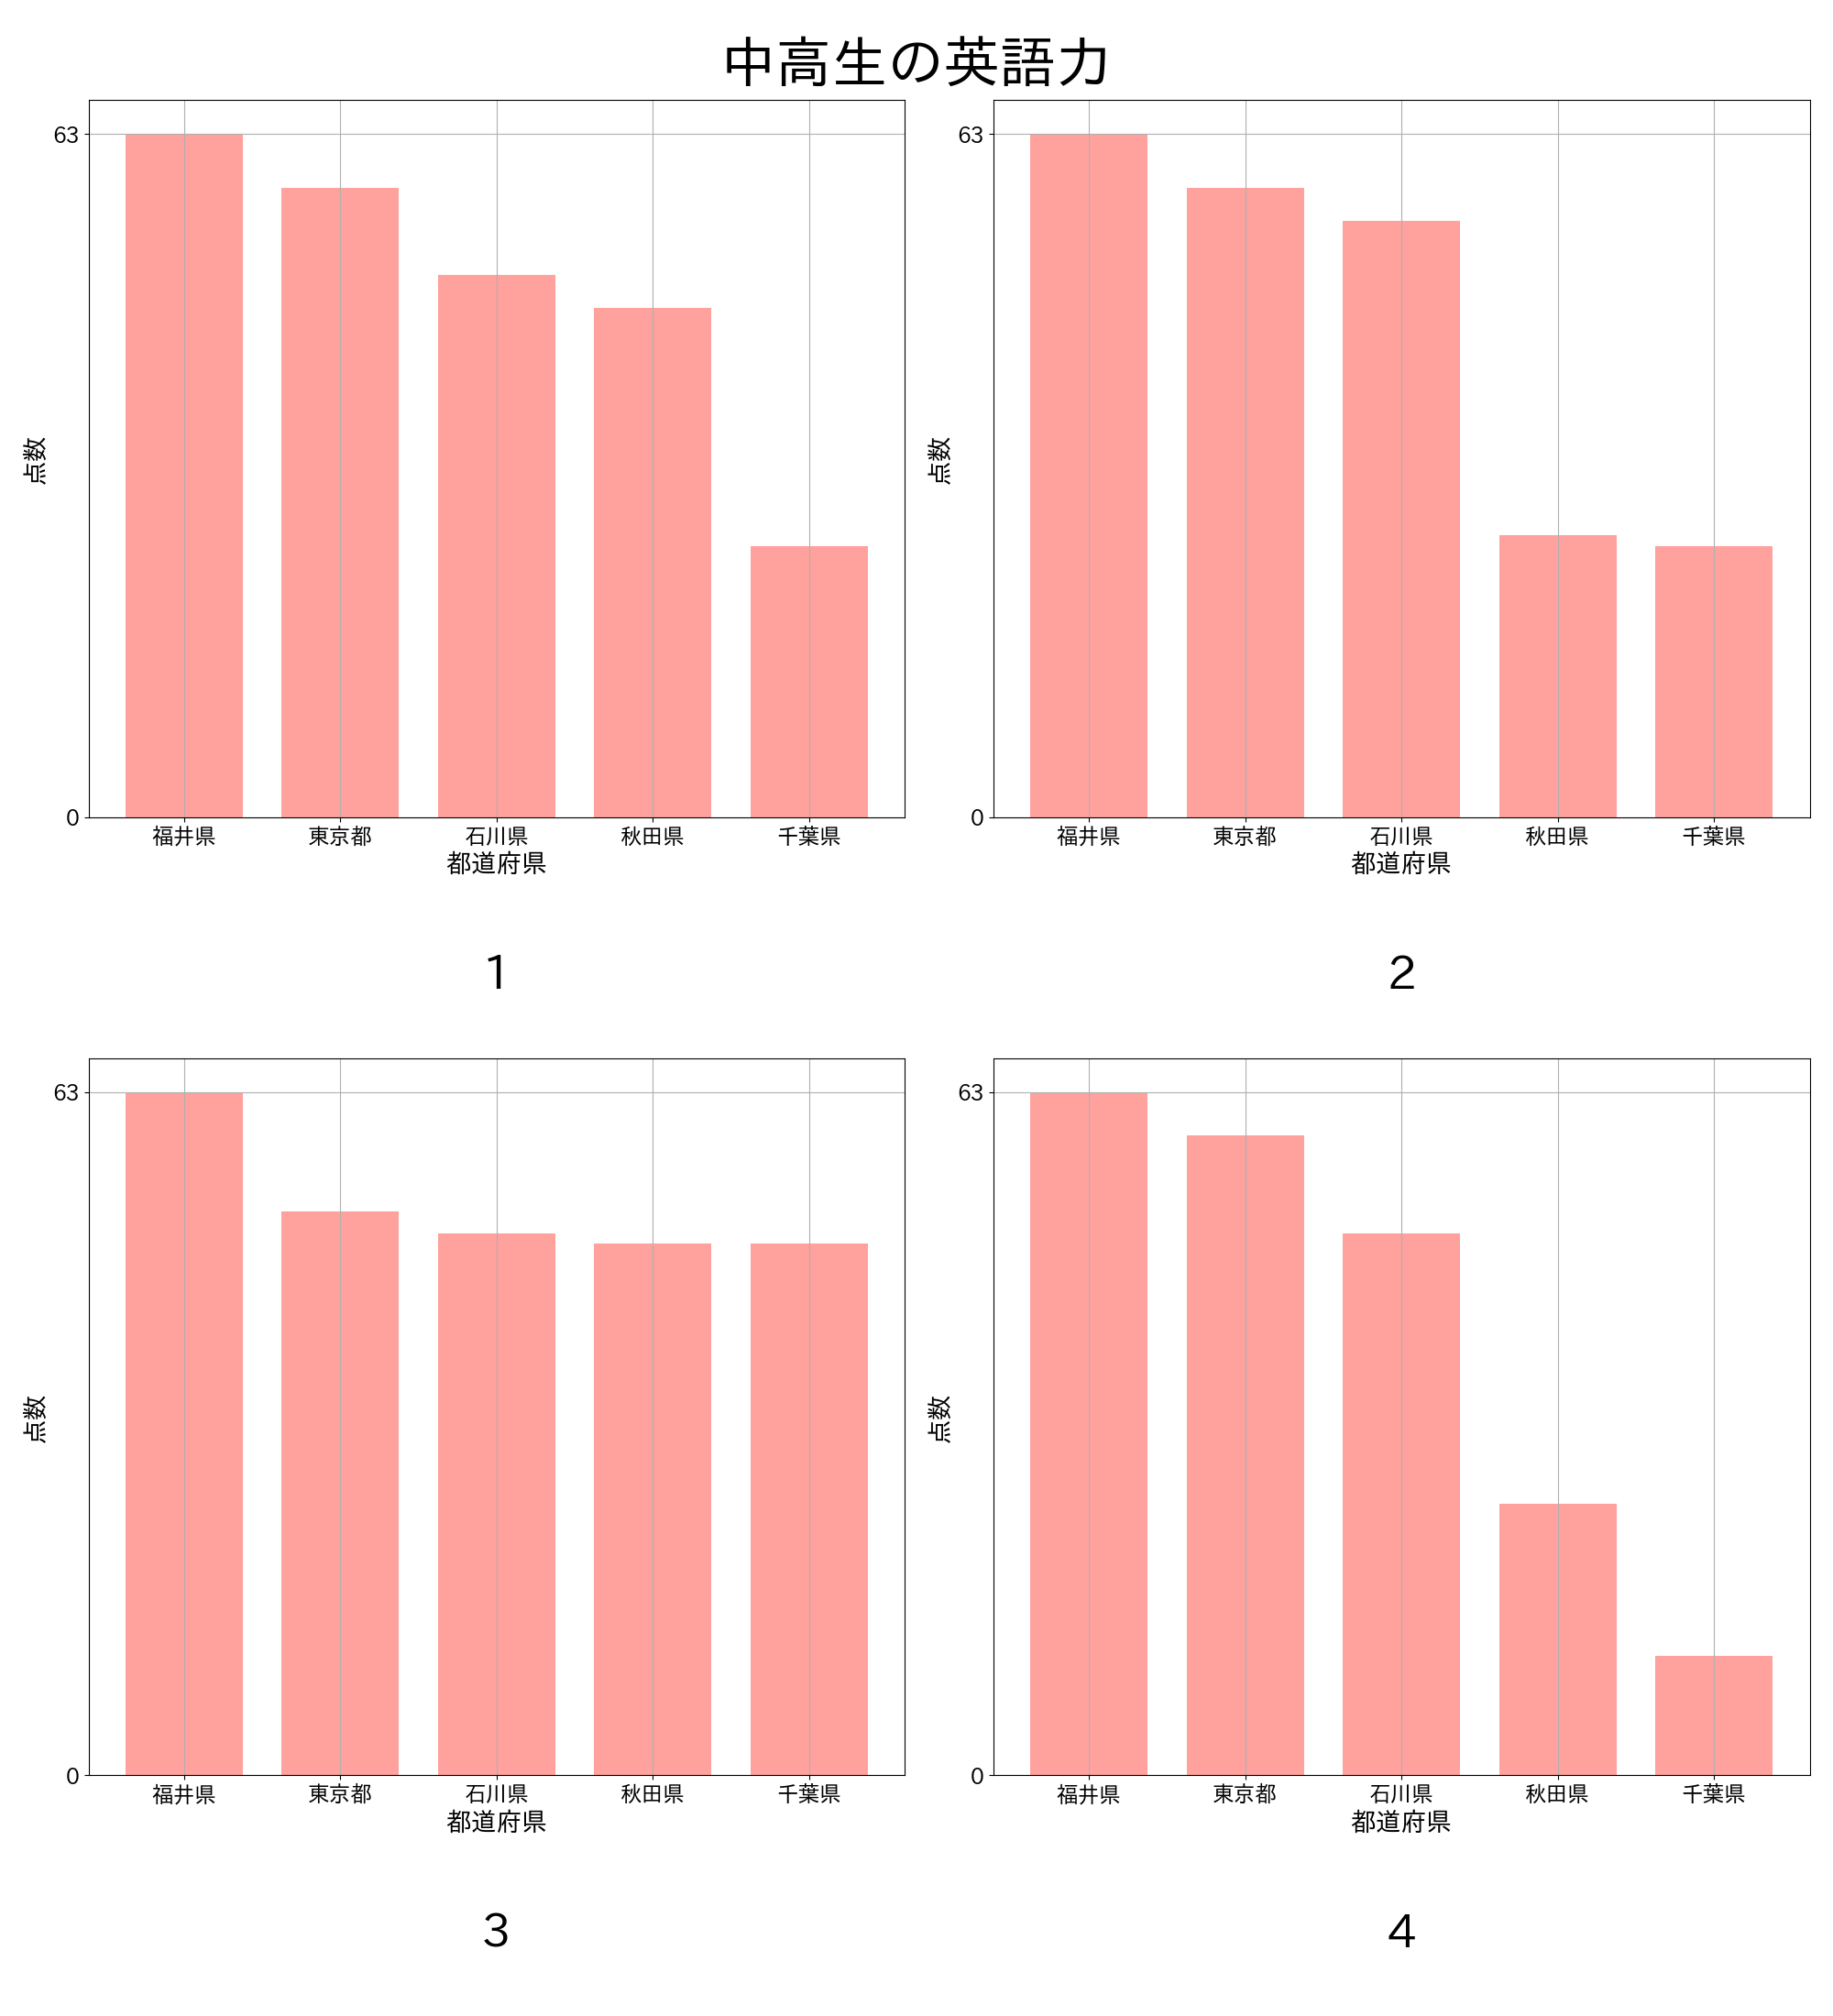 中高生の英語力
63
0
点数
福井県 東京都 石川県 秋田県 千葉県
都道府県
1
63
0
点数
福井県 東京都 石川県 秋田県 千葉県
都道府県
2
63
0
点数
福井県 東京都 石川県 秋田県 千葉県
都道府県
3
63
0
点数
福井県 東京都 石川県 秋田県 千葉県
都道府県
4